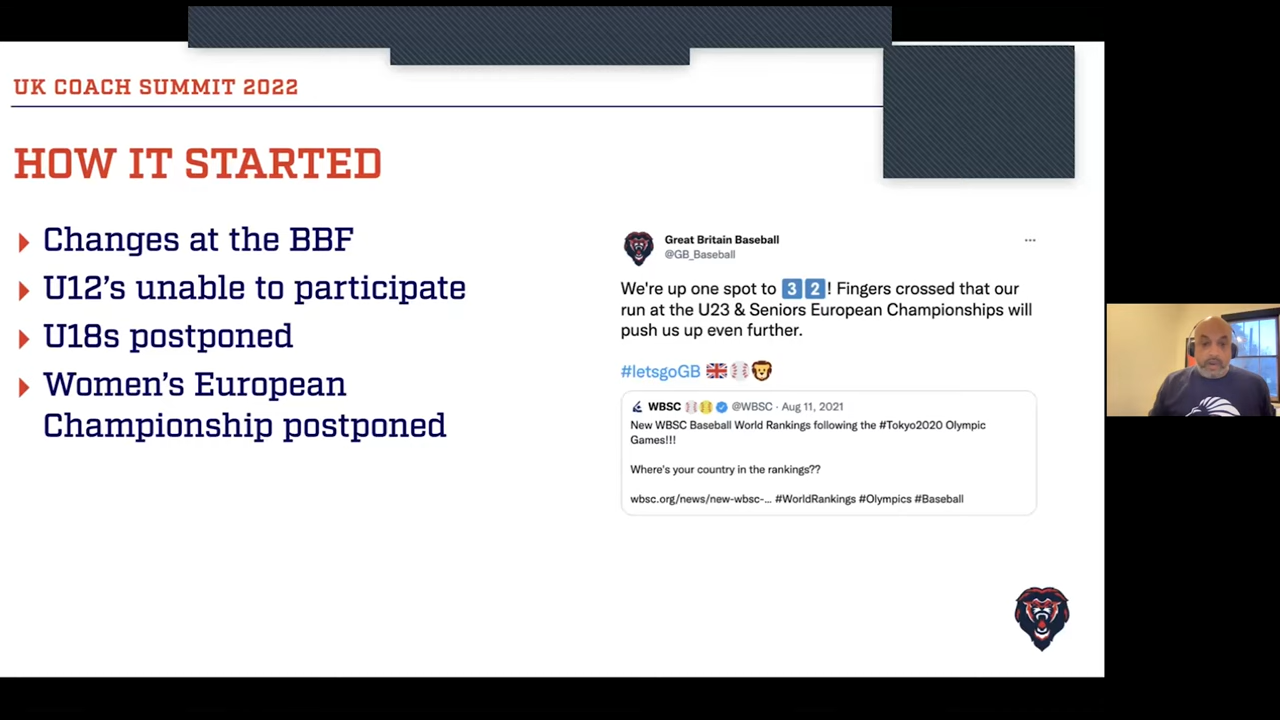 UK COACH SUMMIT 2022
HOW IT STARTED
Changes at the BBF
U12’s unable to participate
U18s postponed
Women’s European
Championship postponed
Great Britain Baseball
@GB_Baseball
We're up one spot to 3️⃣2️⃣! Fingers crossed that our
run at the U23 & Seniors European Championships will
push us up even further.
#letsgoGB 🇬🇧⚾🦁
WBSC ⚾🥎 @WBSC · Aug 11, 2021
New WBSC Baseball World Rankings following the #Tokyo2020 Olympic
Games!!!
Where's your country in the rankings??
wbsc.org/news/new-wbsc-... #WorldRankings #Olympics #Baseball